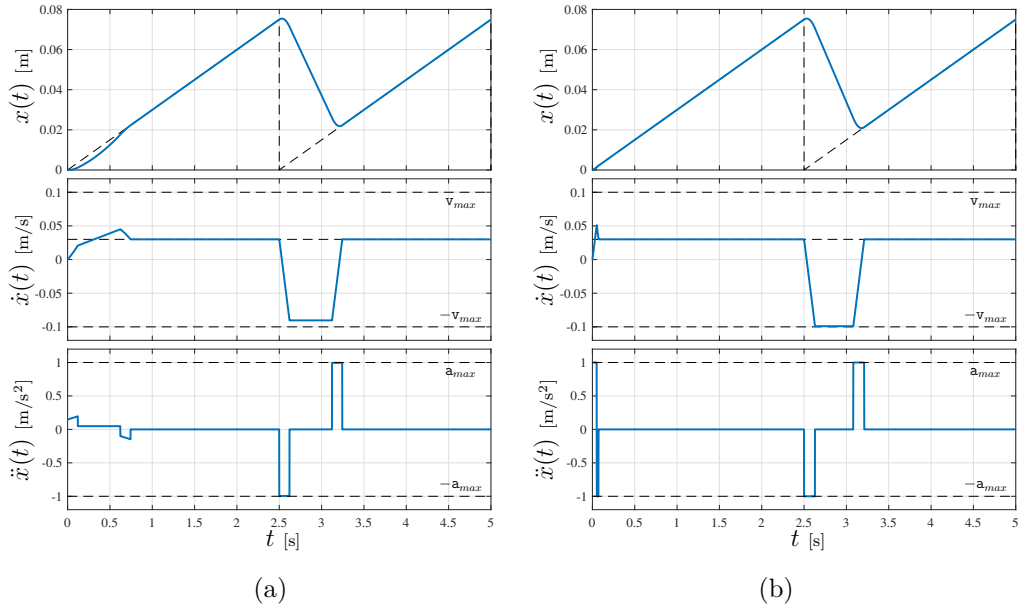 0.08
0.06
0.04
0.02
0
x(t) [m]
0.1
0.05
0
-0.05
-0.1
ẋ(t) [m/s]
v_max
−v_max
1
0.5
0
-0.5
-1
ẍ(t) [m/s²]
a_max
−a_max
0 0.5 1 1.5 2 2.5 3 3.5 4 4.5 5
t [s]
(a)
0.08
0.06
0.04
0.02
0
x(t) [m]
0.1
0.05
0
-0.05
-0.1
ẋ(t) [m/s]
v_max
−v_max
1
0.5
0
-0.5
-1
ẍ(t) [m/s²]
a_max
−a_max
0 0.5 1 1.5 2 2.5 3 3.5 4 4.5 5
t [s]
(b)